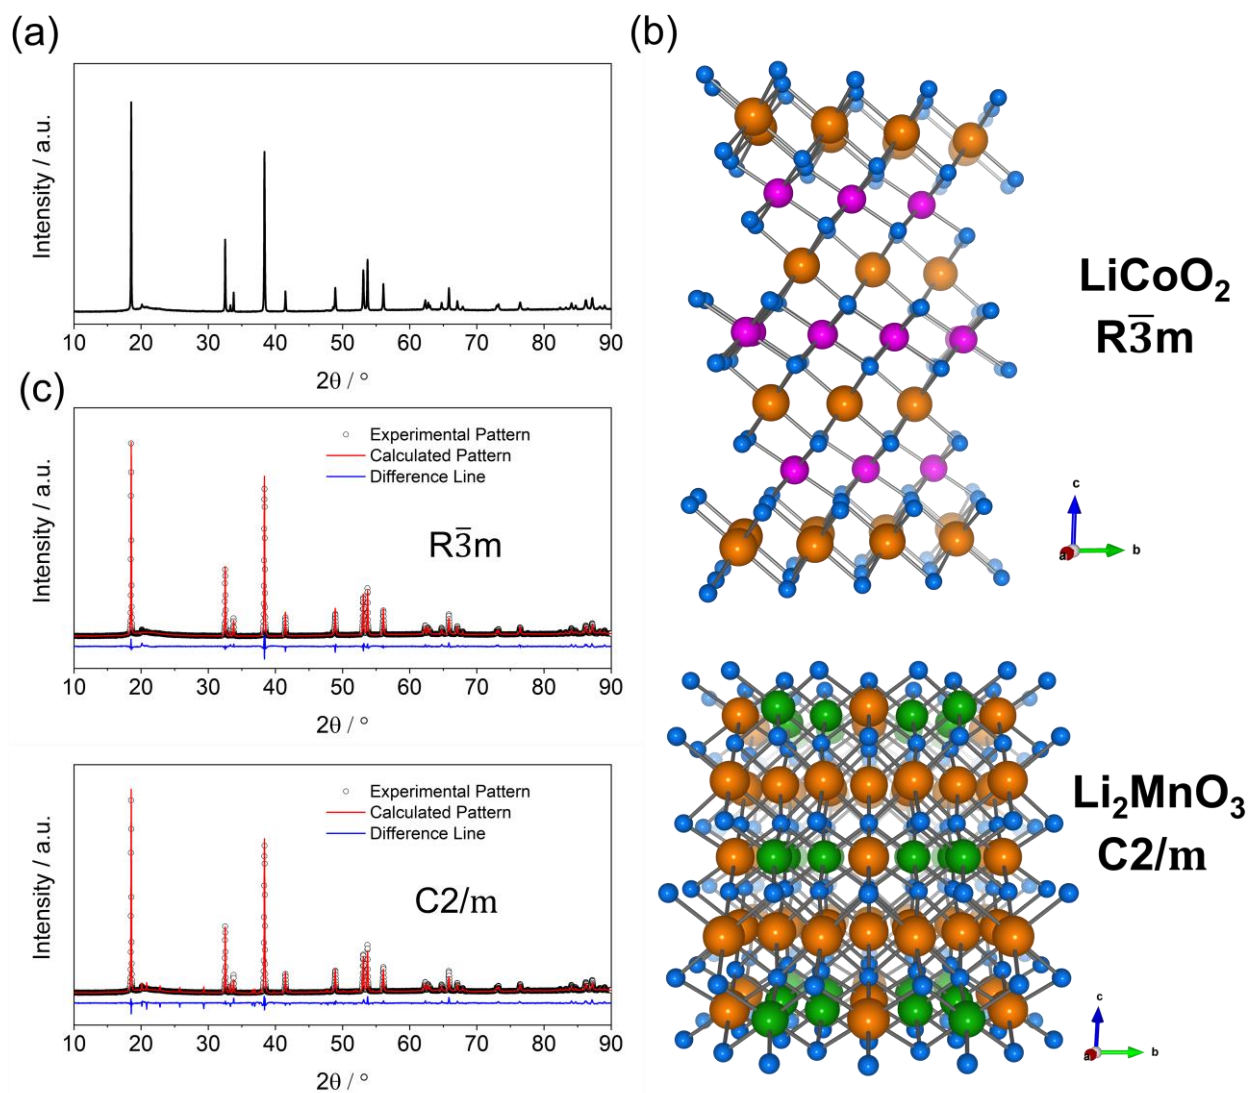 (a)
Intensity / a.u.
10 20 30 40 50 60 70 80 90
2θ / °
(b)
LiCoO₂
R3̅m
c
a
b
(c)
Experimental Pattern
Calculated Pattern
Difference Line
R3̅m
Intensity / a.u.
10 20 30 40 50 60 70 80 90
2θ / °
Experimental Pattern
Calculated Pattern
Difference Line
C2/m
Intensity / a.u.
10 20 30 40 50 60 70 80 90
2θ / °
Li₂MnO₃
C2/m
c
a
b